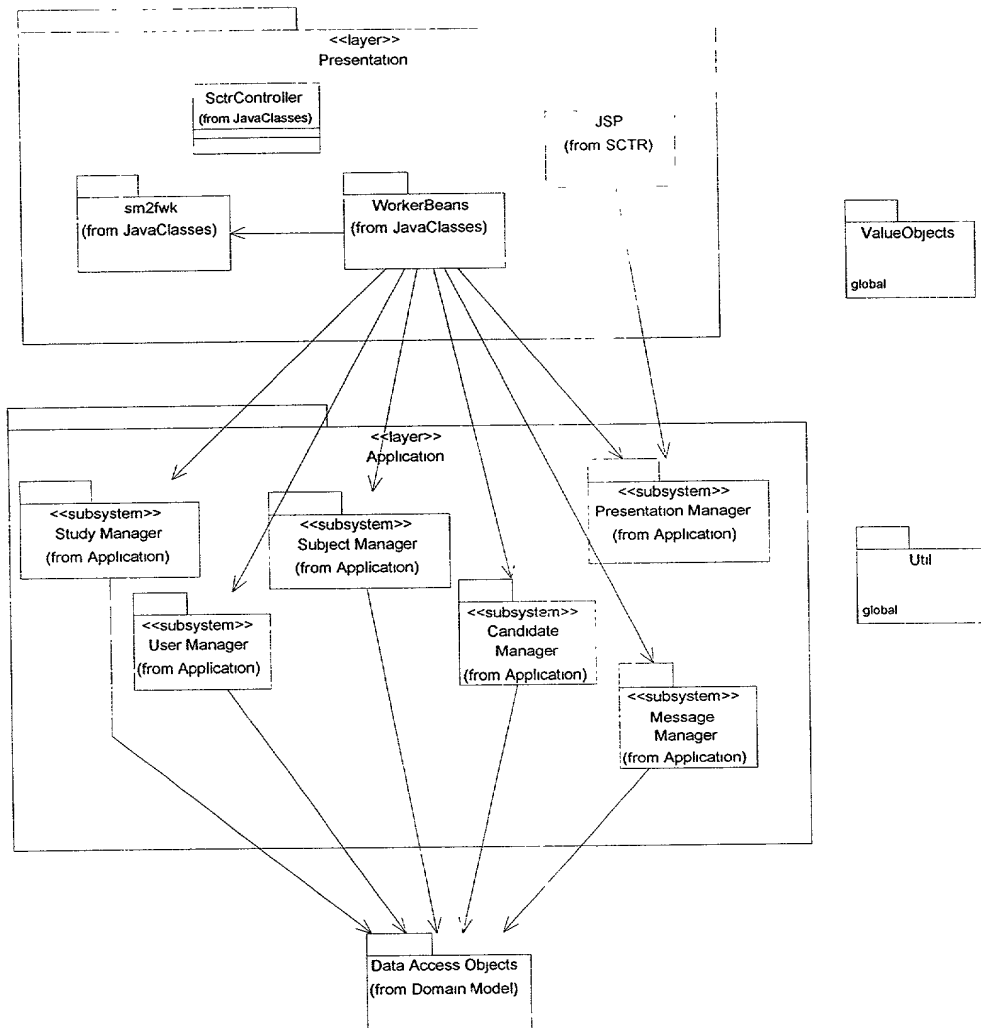 <<layer>>
Presentation
SctrController
(from JavaClasses)
JSP
(from SCTR)
sm2fwk
(from JavaClasses)
WorkerBeans
(from JavaClasses)
ValueObjects
global
<<layer>>
Application
<<subsystem>>
Study Manager
(from Application)
<<subsystem>>
Subject Manager
(from Application)
<<subsystem>>
Presentation Manager
(from Application)
Util
global
<<subsystem>>
User Manager
(from Application)
<<subsystem>>
Candidate
Manager
(from Application)
<<subsystem>>
Message
Manager
(from Application)
Data Access Objects
(from Domain Model)